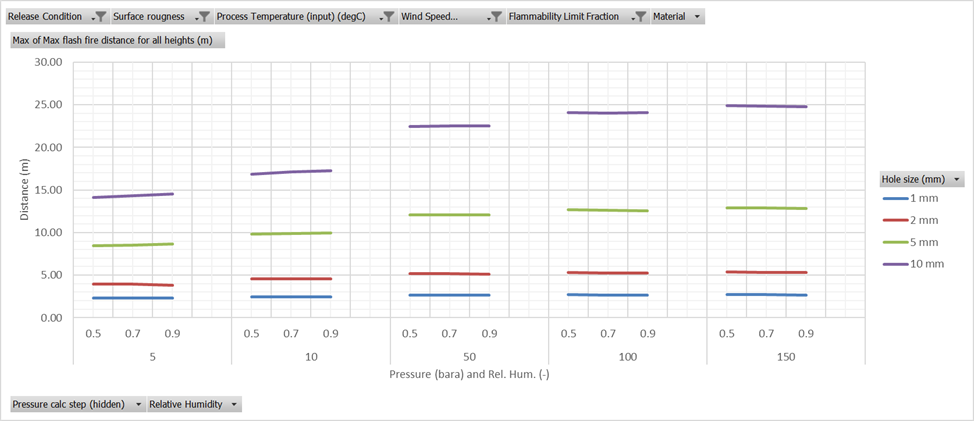 Release Condition Surface rougness Process Temperature (input) (degC) Wind Speed... Flammability Limit Fraction Material
Max of Max flash fire distance for all heights (m)
30.00
25.00
20.00
15.00
10.00
5.00
0.00
Distance (m)
0.5 0.7 0.9 0.5 0.7 0.9 0.5 0.7 0.9 0.5 0.7 0.9 0.5 0.7 0.9
5 10 50 100 150
Pressure (bara) and Rel. Hum. (-)
Hole size (mm)
1 mm
2 mm
5 mm
10 mm
Pressure calc step (hidden) Relative Humidity